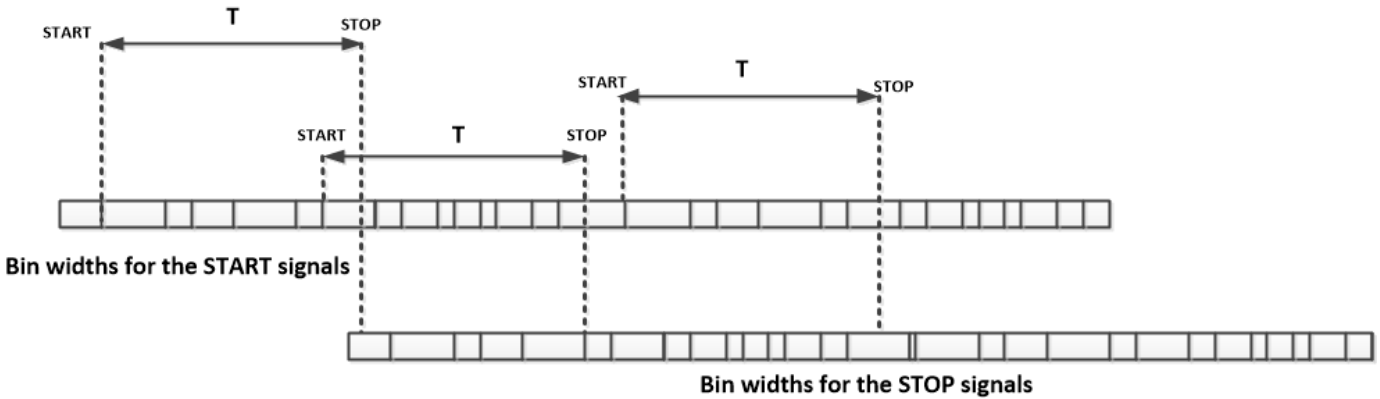 START
T
STOP
START
T
STOP
START
T
STOP
Bin widths for the START signals
Bin widths for the STOP signals